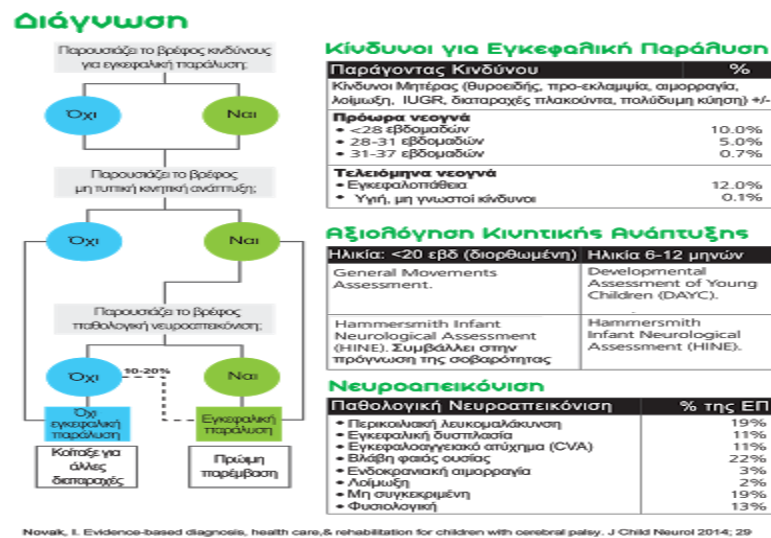 Διάγνωση
Παρουσιάζει το βρέφος κινδύνους
για εγκεφαλική παράλυση;
Όχι
Ναι
Παρουσιάζει το βρέφος
μη τυπική κινητική ανάπτυξη;
Όχι
Ναι
Παρουσιάζει το βρέφος
παθολογική νευροαπεικόνιση;
Όχι
10-20%
Ναι
Όχι
εγκεφαλική
παράλυση
Εγκεφαλική
παράλυση
Κοίταξε για
άλλες
διαταραχές
Πρώιμη
παρέμβαση
Κίνδυνοι για Εγκεφαλική Παράλυση
Παράγοντας Κινδύνου %
Κίνδυνοι Μητέρας (θυροειδής, προ-εκλαμψία, αιμορραγία,
λοίμωξη, IUGR, διαταραχές πλακούντα, πολύδυμη κύηση) +/-
Πρόωρα νεογνά
• <28 εβδομαδών 10.0%
• 28-31 εβδομαδών 5.0%
• 31-37 εβδομαδών 0.7%
Τελειόμηνα νεογνά
• Εγκεφαλοπάθεια 12.0%
• Υγιή, μη γνωστοί κίνδυνοι 0.1%
Αξιολόγηση Κινητικής Ανάπτυξης
Ηλικία: <20 εβδ (διορθωμένη) Ηλικία 6-12 μηνών
General Movements
Assessment.
Developmental
Assessment of Young
Children (DAYC).
Hammersmith Infant
Neurological Assessment
(HINE). Συμβάλλει στην
πρόγνωση της σοβαρότητας
Hammersmith
Infant Neurological
Assessment (HINE).
Νευροαπεικόνιση
Παθολογική Νευροαπεικόνιση % της ΕΠ
• Περικοιλιακή λευκομαλάκυνση 19%
• Εγκεφαλική δυσπλασία 11%
• Εγκεφαλοαγγειακό ατύχημα (CVA) 11%
• Βλάβη φαιάς ουσίας 22%
• Ενδοκρανιακή αιμορραγία 3%
• Λοίμωξη 2%
• Μη συγκεκριμένη 19%
• Φυσιολογική 13%
Novak, I. Evidence-based diagnosis, health care,& rehabilitation for children with cerebral palsy. J Child Neurol 2014; 29